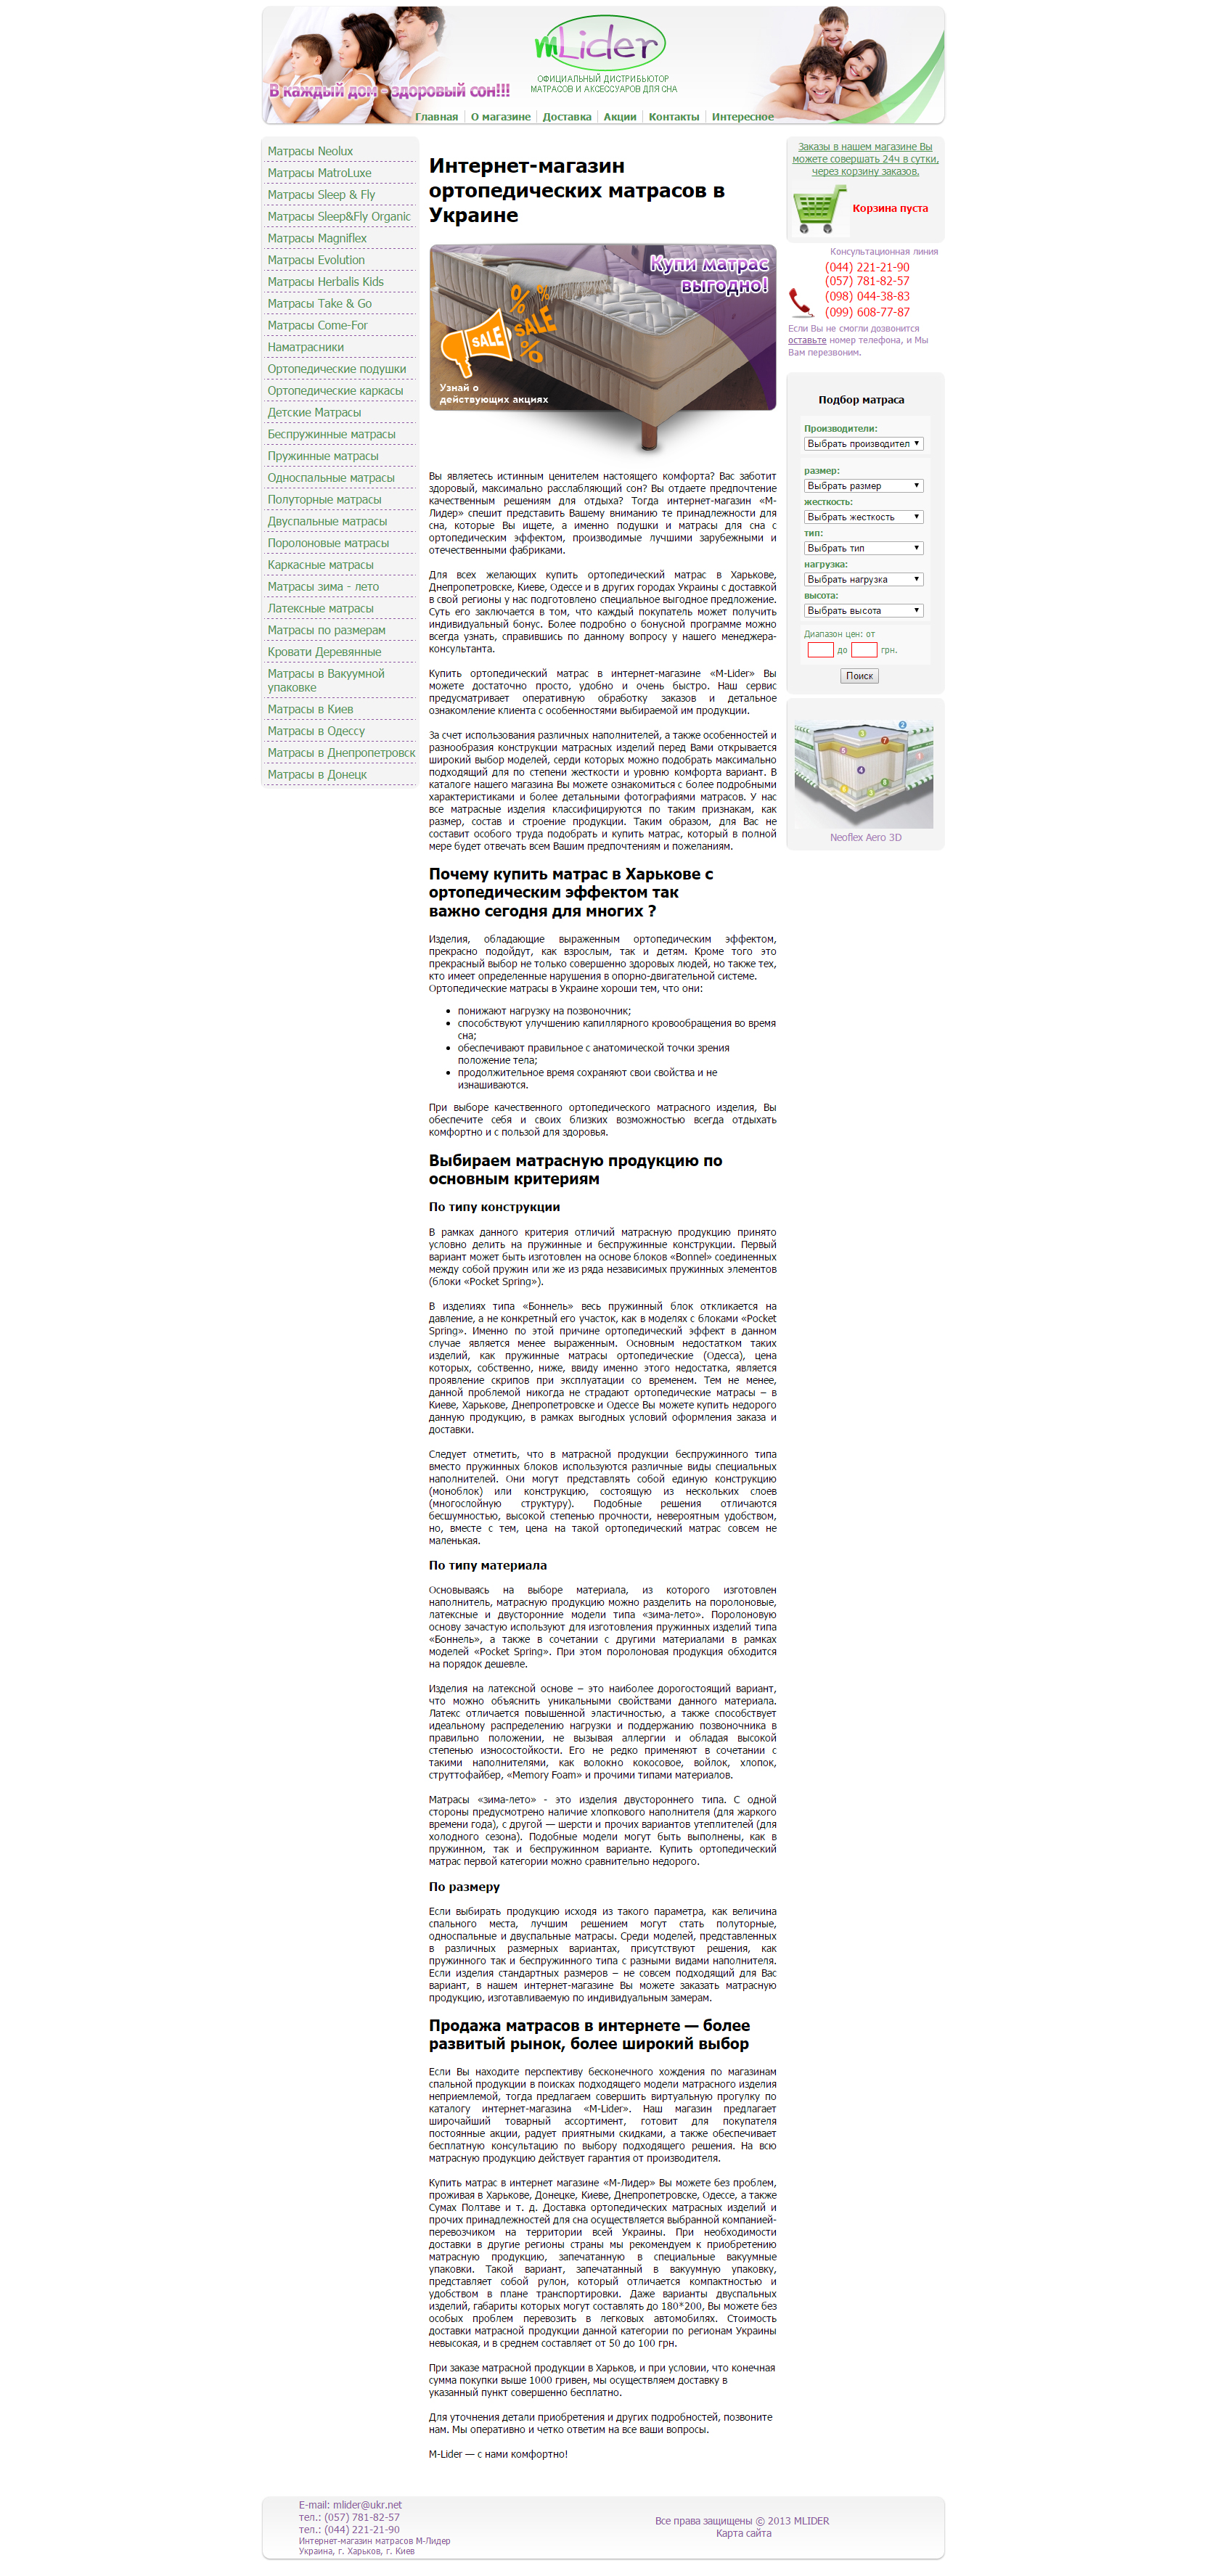 mLider
ОФИЦИАЛЬНЫЙ ДИСТРИБЬЮТОР
МАТРАСОВ И АКСЕССУАРОВ ДЛЯ СНА
В каждый дом - здоровый сон!!!
Главная
О магазине
Доставка
Акции
Контакты
Интересное
Матрасы Neolux
Матрасы MatroLuxe
Матрасы Sleep & Fly
Матрасы Sleep&Fly Organic
Матрасы Magniflex
Матрасы Evolution
Матрасы Herbalis Kids
Матрасы Take & Go
Матрасы Come-For
Наматрасники
Ортопедические подушки
Ортопедические каркасы
Детские Матрасы
Беспружинные матрасы
Пружинные матрасы
Односпальные матрасы
Полуторные матрасы
Двуспальные матрасы
Поролоновые матрасы
Каркасные матрасы
Матрасы зима - лето
Латексные матрасы
Матрасы по размерам
Кровати Деревянные
Матрасы в Вакуумной
упаковке
Матрасы в Киев
Матрасы в Одессу
Матрасы в Днепропетровск
Матрасы в Донецк
Интернет-магазин
ортопедических матрасов в
Украине
Купи матрас
выгодно!
SALE
SALE
Узнай о
действующих акциях
Вы являетесь истинным ценителем настоящего комфорта? Вас заботит
здоровый, максимально расслабляющий сон? Вы отдаете предпочтение
качественным решениям для отдыха? Тогда интернет-магазин «М-
Лидер» спешит представить Вашему вниманию те принадлежности для
сна, которые Вы ищете, а именно подушки и матрасы для сна с
ортопедическим эффектом, производимые лучшими зарубежными и
отечественными фабриками.
Для всех желающих купить ортопедический матрас в Харькове,
Днепропетровске, Киеве, Одессе и в других городах Украины с доставкой
в свой регионы у нас подготовлено специальное выгодное предложение.
Суть его заключается в том, что каждый покупатель может получить
индивидуальный бонус. Более подробно о бонусной программе можно
всегда узнать, справившись по данному вопросу у нашего менеджера-
консультанта.
Купить ортопедический матрас в интернет-магазине «M-Lider» Вы
можете достаточно просто, удобно и очень быстро. Наш сервис
предусматривает оперативную обработку заказов и детальное
ознакомление клиента с особенностями выбираемой им продукции.
За счет использования различных наполнителей, а также особенностей и
разнообразия конструкции матрасных изделий перед Вами открывается
широкий выбор моделей, серди которых можно подобрать максимально
подходящий для по степени жесткости и уровню комфорта вариант. В
каталоге нашего магазина Вы можете ознакомиться с более подробными
характеристиками и более детальными фотографиями матрасов. У нас
все матрасные изделия классифицируются по таким признакам, как
размер, состав и строение продукции. Таким образом, для Вас не
составит особого труда подобрать и купить матрас, который в полной
мере будет отвечать всем Вашим предпочтениям и пожеланиям.
Почему купить матрас в Харькове с
ортопедическим эффектом так
важно сегодня для многих ?
Изделия, обладающие выраженным ортопедическим эффектом,
прекрасно подойдут, как взрослым, так и детям. Кроме того это
прекрасный выбор не только совершенно здоровых людей, но также тех,
кто имеет определенные нарушения в опорно-двигательной системе.
Ортопедические матрасы в Украине хороши тем, что они:
понижают нагрузку на позвоночник;
способствуют улучшению капиллярного кровообращения во время
сна;
обеспечивают правильное с анатомической точки зрения
положение тела;
продолжительное время сохраняют свои свойства и не
изнашиваются.
При выборе качественного ортопедического матрасного изделия, Вы
обеспечите себя и своих близких возможностью всегда отдыхать
комфортно и с пользой для здоровья.
Выбираем матрасную продукцию по
основным критериям
По типу конструкции
В рамках данного критерия отличий матрасную продукцию принято
условно делить на пружинные и беспружинные конструкции. Первый
вариант может быть изготовлен на основе блоков «Bonnel» соединенных
между собой пружин или же из ряда независимых пружинных элементов
(блоки «Pocket Spring»).
В изделиях типа «Боннель» весь пружинный блок откликается на
давление, а не конкретный его участок, как в моделях с блоками «Pocket
Spring». Именно по этой причине ортопедический эффект в данном
случае является менее выраженным. Основным недостатком таких
изделий, как пружинные матрасы ортопедические (Одесса), цена
которых, собственно, ниже, ввиду именно этого недостатка, является
проявление скрипов при эксплуатации со временем. Тем не менее,
данной проблемой никогда не страдают ортопедические матрасы – в
Киеве, Харькове, Днепропетровске и Одессе Вы можете купить недорого
данную продукцию, в рамках выгодных условий оформления заказа и
доставки.
Следует отметить, что в матрасной продукции беспружинного типа
вместо пружинных блоков используются различные виды специальных
наполнителей. Они могут представлять собой единую конструкцию
(моноблок) или конструкцию, состоящую из нескольких слоев
(многослойную структуру). Подобные решения отличаются
бесшумностью, высокой степенью прочности, невероятным удобством,
но, вместе с тем, цена на такой ортопедический матрас совсем не
маленькая.
По типу материала
Основываясь на выборе материала, из которого изготовлен
наполнитель, матрасную продукцию можно разделить на поролоновые,
латексные и двусторонние модели типа «зима-лето». Поролоновую
основу зачастую используют для изготовления пружинных изделий типа
«Боннель», а также в сочетании с другими материалами в рамках
моделей «Pocket Spring». При этом поролоновая продукция обходится
на порядок дешевле.
Изделия на латексной основе – это наиболее дорогостоящий вариант,
что можно объяснить уникальными свойствами данного материала.
Латекс отличается повышенной эластичностью, а также способствует
идеальному распределению нагрузки и поддержанию позвоночника в
правильно положении, не вызывая аллергии и обладая высокой
степенью износостойкости. Его не редко применяют в сочетании с
такими наполнителями, как волокно кокосовое, войлок, хлопок,
струттофайбер, «Memory Foam» и прочими типами материалов.
Матрасы «зима-лето» - это изделия двустороннего типа. С одной
стороны предусмотрено наличие хлопкового наполнителя (для жаркого
времени года), с другой — шерсти и прочих вариантов утеплителей (для
холодного сезона). Подобные модели могут быть выполнены, как в
пружинном, так и беспружинном варианте. Купить ортопедический
матрас первой категории можно сравнительно недорого.
По размеру
Если выбирать продукцию исходя из такого параметра, как величина
спального места, лучшим решением могут стать полуторные,
односпальные и двуспальные матрасы. Среди моделей, представленных
в различных размерных вариантах, присутствуют решения, как
пружинного так и беспружинного типа с разными видами наполнителя.
Если изделия стандартных размеров – не совсем подходящий для Вас
вариант, в нашем интернет-магазине Вы можете заказать матрасную
продукцию, изготавливаемую по индивидуальным замерам.
Продажа матрасов в интернете — более
развитый рынок, более широкий выбор
Если Вы находите перспективу бесконечного хождения по магазинам
спальной продукции в поисках подходящего модели матрасного изделия
неприемлемой, тогда предлагаем совершить виртуальную прогулку по
каталогу интернет-магазина «M-Lider». Наш магазин предлагает
широчайший товарный ассортимент, готовит для покупателя
постоянные акции, радует приятными скидками, а также обеспечивает
бесплатную консультацию по выбору подходящего решения. На всю
матрасную продукцию действует гарантия от производителя.
Купить матрас в интернет магазине «М-Лидер» Вы можете без проблем,
проживая в Харькове, Донецке, Киеве, Днепропетровске, Одессе, а также
Сумах Полтаве и т. д. Доставка ортопедических матрасных изделий и
прочих принадлежностей для сна осуществляется выбранной компанией-
перевозчиком на территории всей Украины. При необходимости
доставки в другие регионы страны мы рекомендуем к приобретению
матрасную продукцию, запечатанную в специальные вакуумные
упаковки. Такой вариант, запечатанный в вакуумную упаковку,
представляет собой рулон, который отличается компактностью и
удобством в плане транспортировки. Даже варианты двуспальных
изделий, габариты которых могут составлять до 180*200, Вы можете без
особых проблем перевозить в легковых автомобилях. Стоимость
доставки матрасной продукции данной категории по регионам Украины
невысокая, и в среднем составляет от 50 до 100 грн.
При заказе матрасной продукции в Харьков, и при условии, что конечная
сумма покупки выше 1000 гривен, мы осуществляем доставку в
указанный пункт совершенно бесплатно.
Для уточнения детали приобретения и других подробностей, позвоните
нам. Мы оперативно и четко ответим на все ваши вопросы.
M-Lider — с нами комфортно!
Заказы в нашем магазине Вы
можете совершать 24ч в сутки,
через корзину заказов.
Корзина пуста
Консультационная линия
(044) 221-21-90
(057) 781-82-57
(098) 044-38-83
(099) 608-77-87
Если Вы не смогли дозвонится
оставьте номер телефона, и Мы
Вам перезвоним.
Подбор матраса
Производители:
Выбрать производител
размер:
Выбрать размер
жесткость:
Выбрать жесткость
тип:
Выбрать тип
нагрузка:
Выбрать нагрузка
высота:
Выбрать высота
Диапазон цен: от
до
грн.
Поиск
Neoflex Aero 3D
E-mail: mlider@ukr.net
тел.: (057) 781-82-57
тел.: (044) 221-21-90
Интернет-магазин матрасов М-Лидер
Украина, г. Харьков, г. Киев
Все права защищены © 2013 MLIDER
Карта сайта